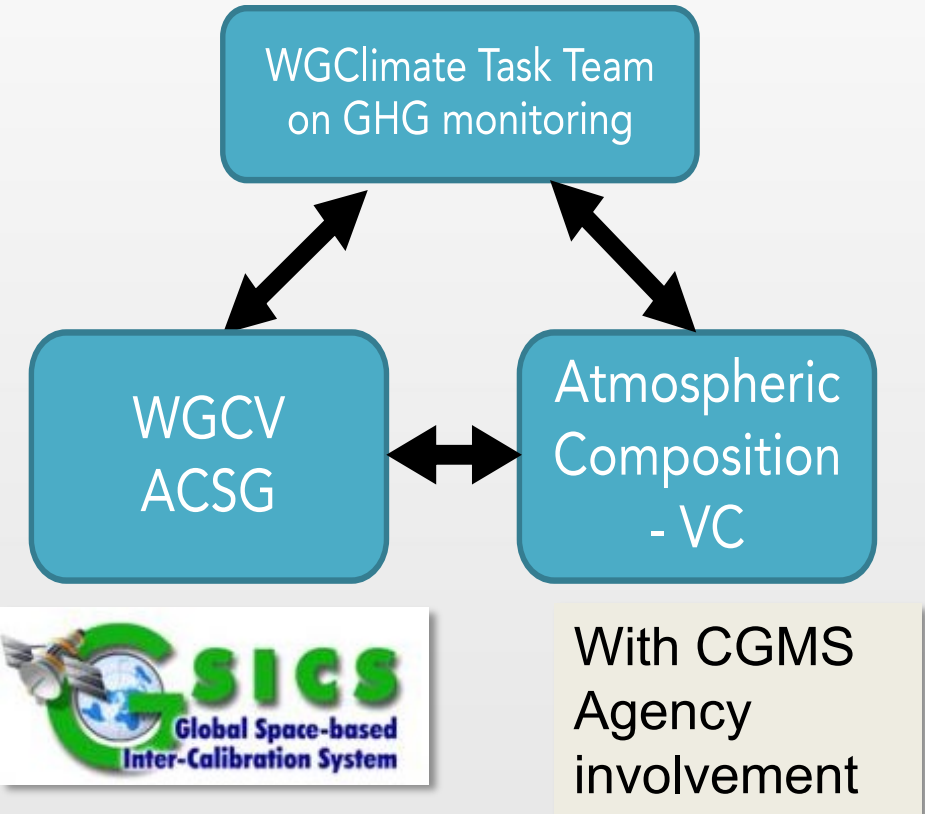 WGClimate Task Team
on GHG monitoring
WGCV
ACSG
Atmospheric
Composition
- VC
GSICS
Global Space-based
Inter-Calibration System
With CGMS
Agency
involvement